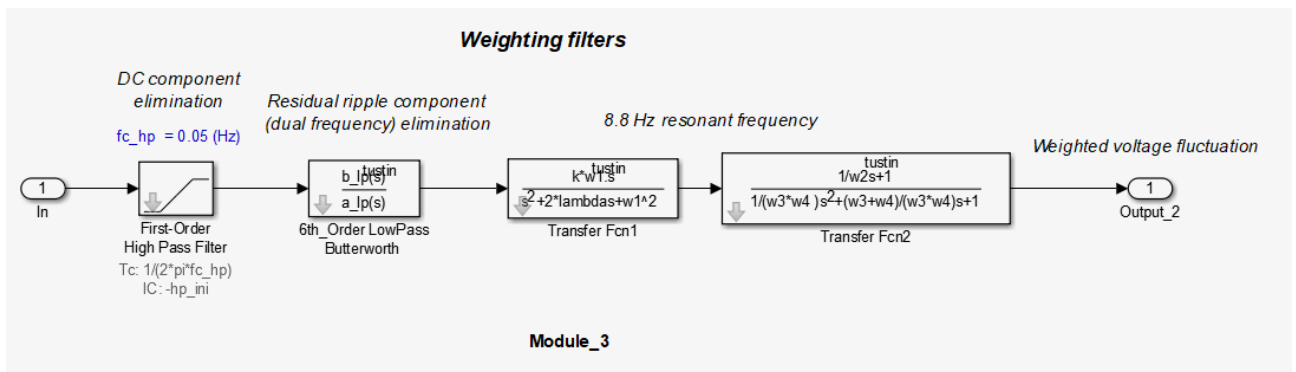 Weighting filters
DC component
elimination
fc_hp = 0.05 (Hz)
Residual ripple component
(dual frequency) elimination
8.8 Hz resonant frequency
Weighted voltage fluctuation
1
In
First-Order
High Pass Filter
Tc: 1/(2*pi*fc_hp)
IC: -hp_ini
tustin
b_lp(s)
a_lp(s)
6th_Order LowPass
Butterworth
tustin
k*w1.s
s^2+2*lambdas+w1^2
Transfer Fcn1
tustin
1/w2s+1
1/(w3*w4 )s^2+(w3+w4)/(w3*w4)s+1
Transfer Fcn2
1
Output_2
Module_3